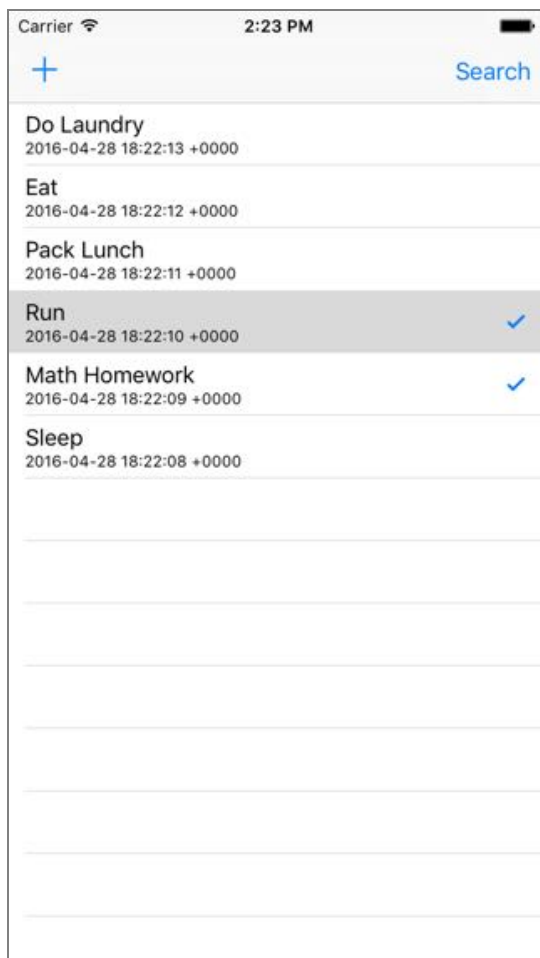 Carrier 2:23 PM
+ Search
Do Laundry
2016-04-28 18:22:13 +0000
Eat
2016-04-28 18:22:12 +0000
Pack Lunch
2016-04-28 18:22:11 +0000
Run
2016-04-28 18:22:10 +0000
Math Homework
2016-04-28 18:22:09 +0000
Sleep
2016-04-28 18:22:08 +0000